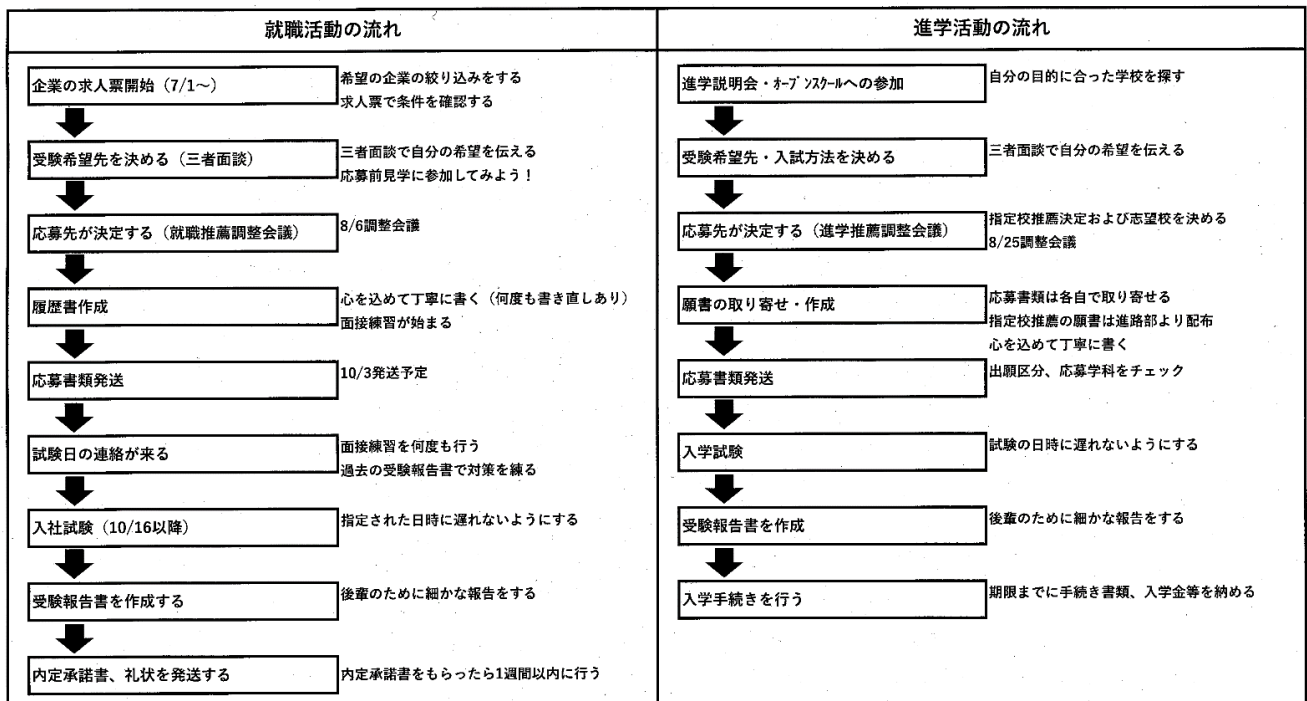 就職活動の流れ
企業の求人票開始（7/1～）
希望の企業の絞り込みをする
求人票で条件を確認する
受験希望先を決める（三者面談）
三者面談で自分の希望を伝える
応募前見学に参加してみよう！
応募先が決定する（就職推薦調整会議）
8/6調整会議
履歴書作成
心を込めて丁寧に書く（何度も書き直しあり）
面接練習が始まる
応募書類発送
10/3発送予定
試験日の連絡が来る
面接練習を何度も行う
過去の受験報告書で対策を練る
入社試験（10/16以降）
指定された日時に遅れないようにする
受験報告書を作成する
後輩のために細かな報告をする
内定承諾書、礼状を発送する
内定承諾書をもらったら1週間以内に行う
進学活動の流れ
進学説明会・ｵｰﾌﾟﾝｽｸｰﾙへの参加
自分の目的に合った学校を探す
受験希望先・入試方法を決める
三者面談で自分の希望を伝える
応募先が決定する（進学推薦調整会議）
指定校推薦決定および志望校を決める
8/25調整会議
願書の取り寄せ・作成
応募書類は各自で取り寄せる
指定校推薦の願書は進路部より配布
心を込めて丁寧に書く
応募書類発送
出願区分、応募学科をチェック
入学試験
試験の日時に遅れないようにする
受験報告書を作成
後輩のために細かな報告をする
入学手続きを行う
期限までに手続き書類、入学金等を納める